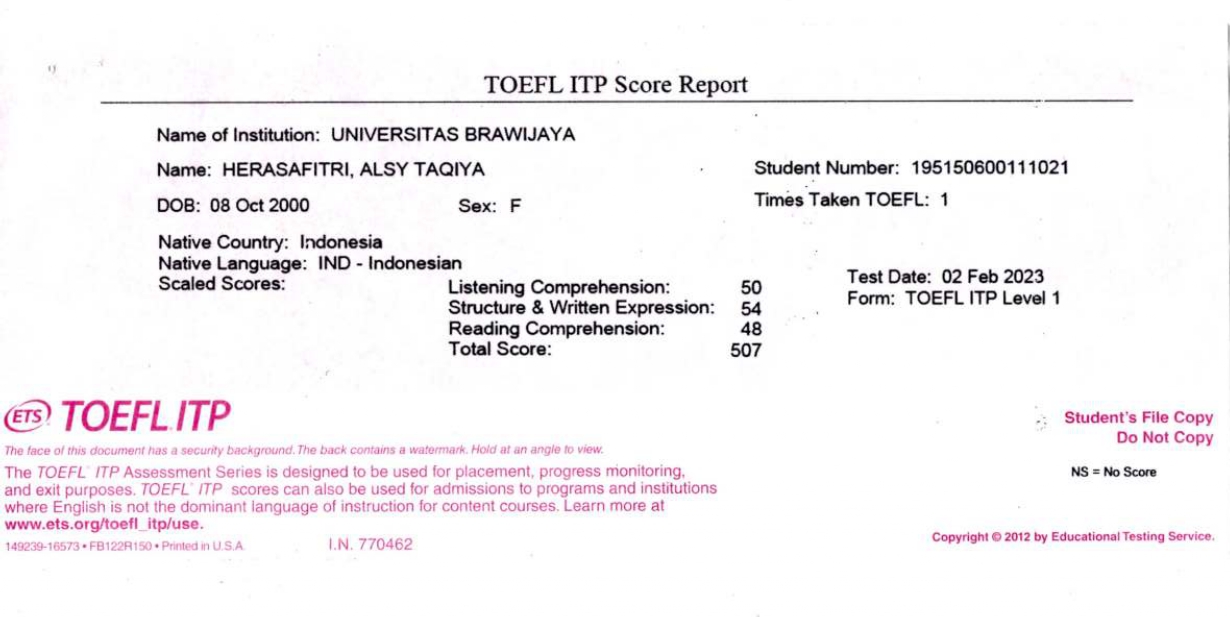 TOEFL ITP Score Report
Name of Institution: UNIVERSITAS BRAWIJAYA
Name: HERASAFITRI, ALSY TAQIYA
Student Number: 195150600111021
DOB: 08 Oct 2000 Sex: F
Times Taken TOEFL: 1
Native Country: Indonesia
Native Language: IND - Indonesian
Scaled Scores:
Listening Comprehension: 50
Structure & Written Expression: 54
Reading Comprehension: 48
Total Score: 507
Test Date: 02 Feb 2023
Form: TOEFL ITP Level 1
ETS TOEFL ITP
Student's File Copy
Do Not Copy
The face of this document has a security background. The back contains a watermark. Hold at an angle to view.
The TOEFL® ITP Assessment Series is designed to be used for placement, progress monitoring,
and exit purposes. TOEFL® ITP scores can also be used for admissions to programs and institutions
where English is not the dominant language of instruction for content courses. Learn more at
www.ets.org/toefl_itp/use.
NS = No Score
149239-16573 • FB122R150 • Printed in U.S.A.
I.N. 770462
Copyright © 2012 by Educational Testing Service.